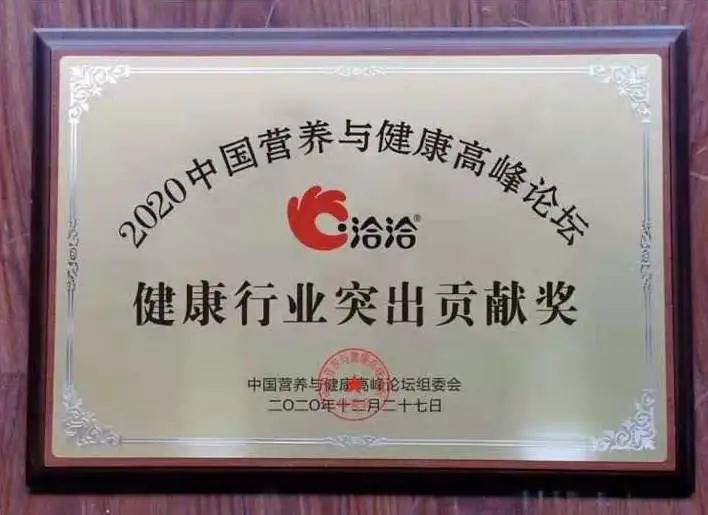 2020中国营养与健康高峰论坛
洽洽®
健康行业突出贡献奖
中国营养与健康高峰论坛组委会
二〇二〇年十二月二十七日